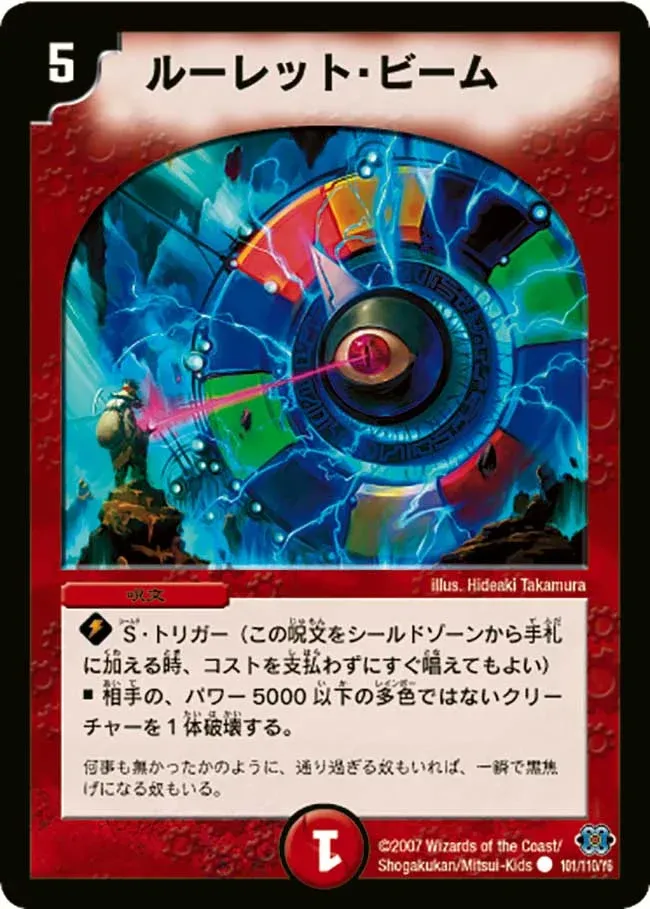 5
ルーレット・ビーム
illus. Hideaki Takamura
呪文
S・トリガー（この呪文をシールドゾーンから手札
に加える時、コストを支払わずにすぐ唱えてもよい）
■ 相手の、パワー5000以下の多色ではないクリー
チャーを1体破壊する。
何事も無かったかのように、通り過ぎる奴もいれば、一瞬で黒焦
げになる奴もいる。
1
©2007 Wizards of the Coast/
Shogakukan/Mitsui-Kids 101/110/Y6